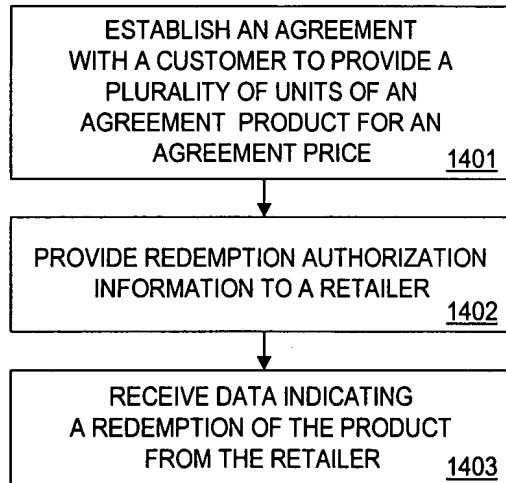 ESTABLISH AN AGREEMENT
WITH A CUSTOMER TO PROVIDE A
PLURALITY OF UNITS OF AN
AGREEMENT PRODUCT FOR AN
AGREEMENT PRICE
1401
PROVIDE REDEMPTION AUTHORIZATION
INFORMATION TO A RETAILER
1402
RECEIVE DATA INDICATING
A REDEMPTION OF THE PRODUCT
FROM THE RETAILER
1403